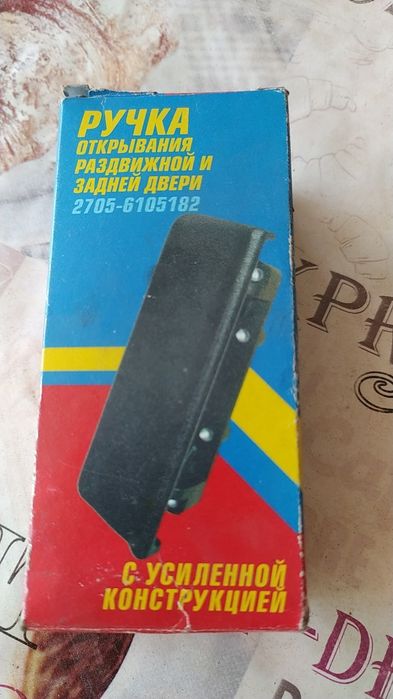 РУЧКА
ОТКРЫВАНИЯ
РАЗДВИЖНОЙ И
ЗАДНЕЙ ДВЕРИ
2705-6105182
С УСИЛЕННОЙ
КОНСТРУКЦИЕЙ